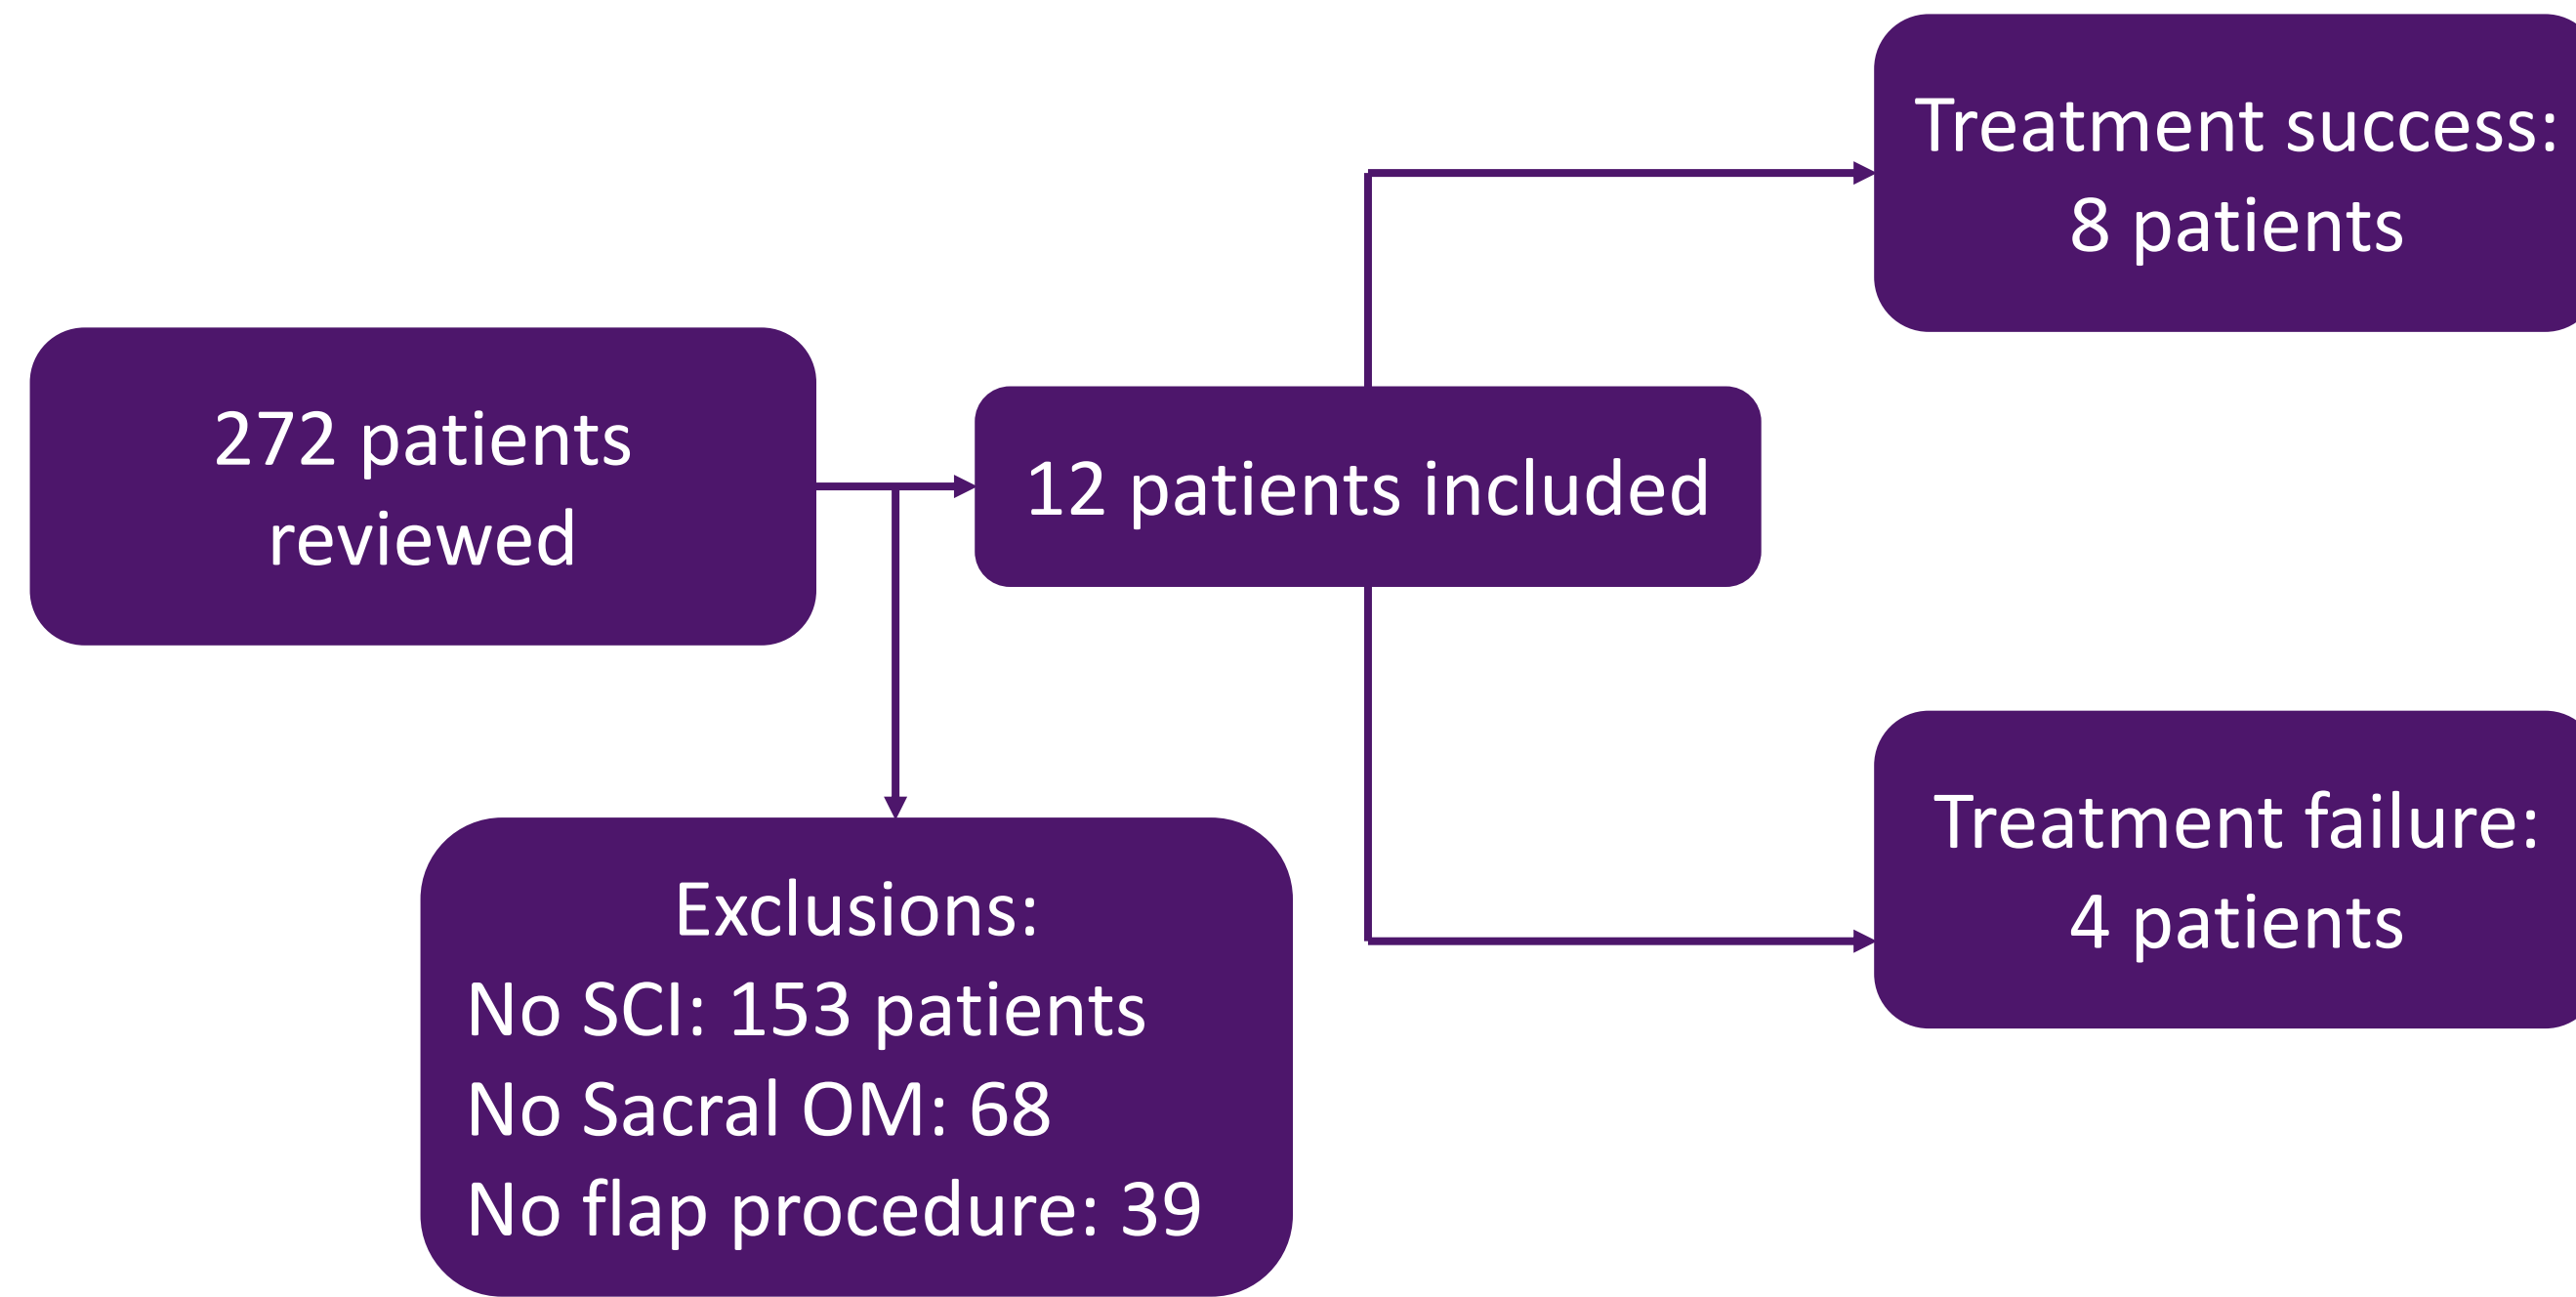 272 patients
reviewed
12 patients included
Exclusions:
No SCI: 153 patients
No Sacral OM: 68
No flap procedure: 39
Treatment success:
8 patients
Treatment failure:
4 patients